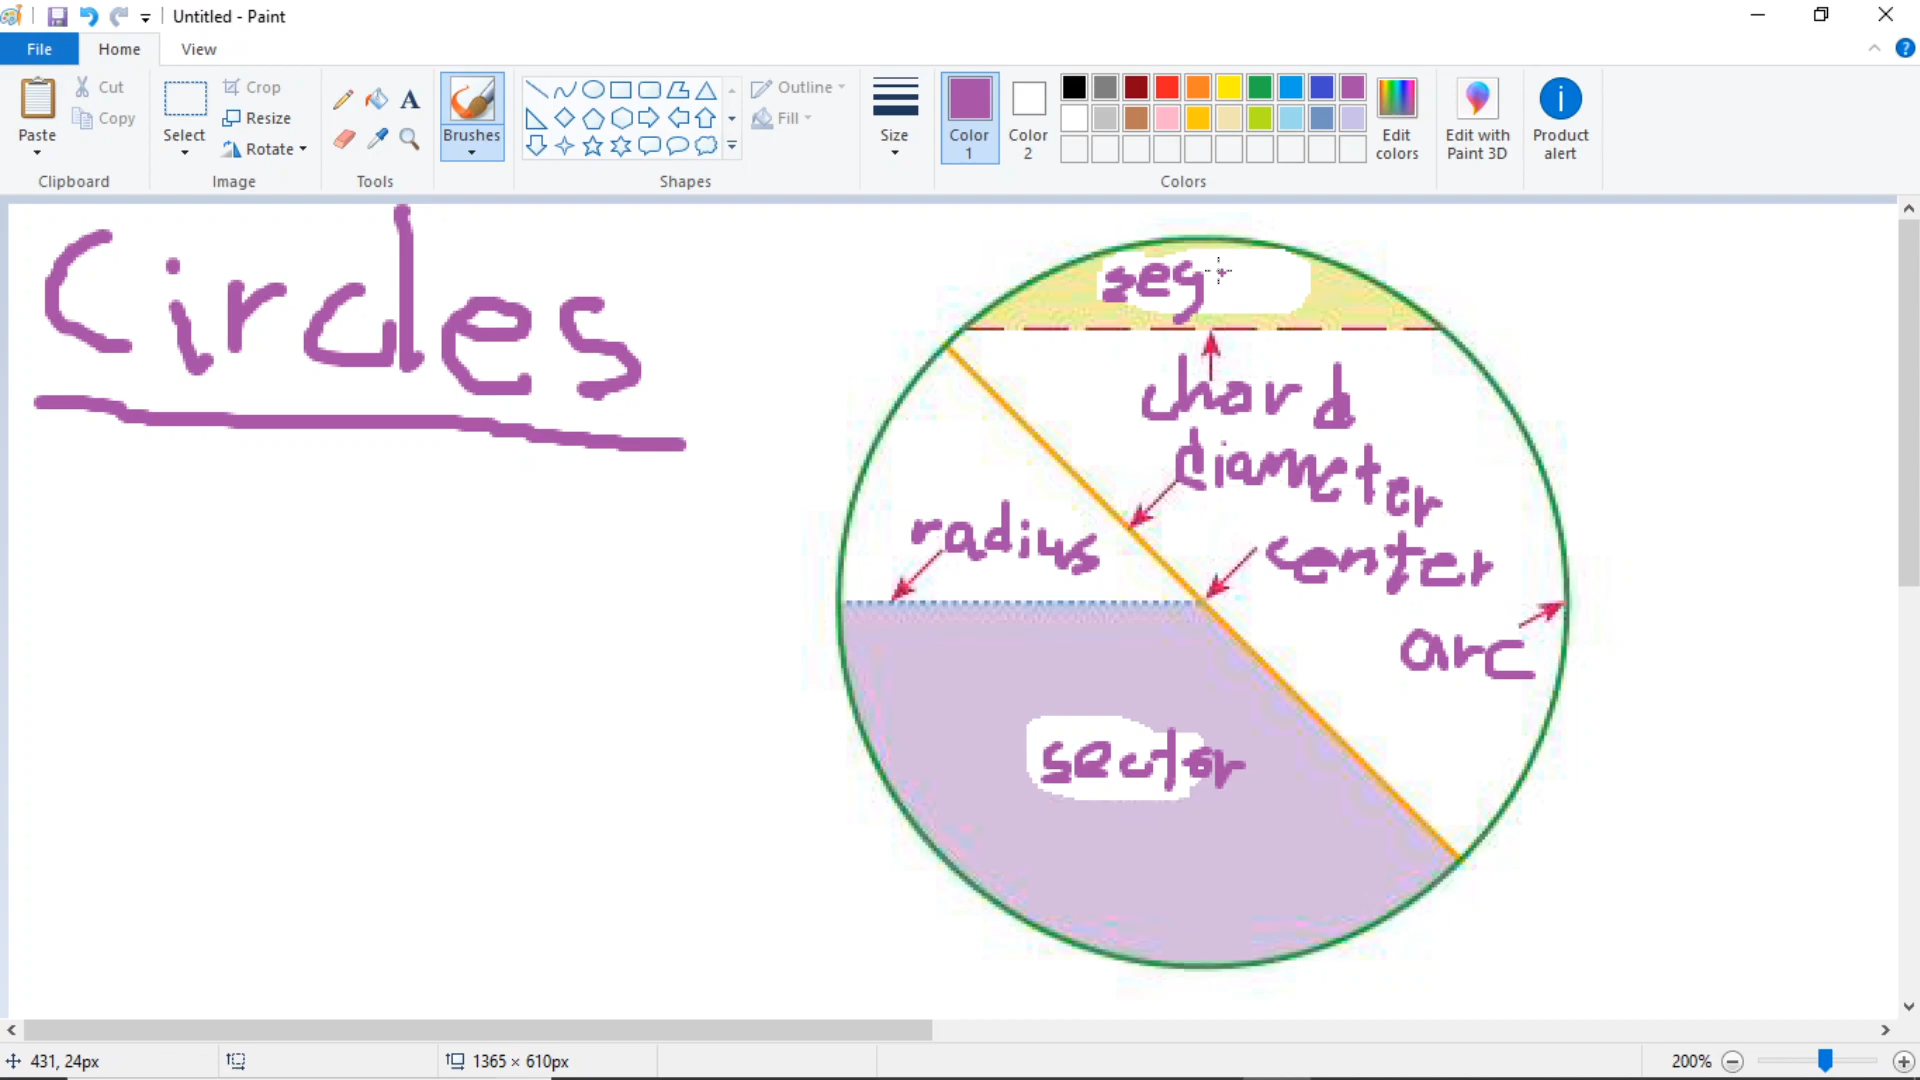 Untitled - Paint
File
Home
View
Paste
Cut
Copy
Clipboard
Select
Crop
Resize
Rotate
Image
A
Tools
Brushes
Shapes
Outline
Fill
Size
Color 1
Color 2
Edit colors
Colors
Edit with Paint 3D
Product alert
Circles
seg
chord
diameter
radius
center
arc
sector
431, 24px
1365 × 610px
200%